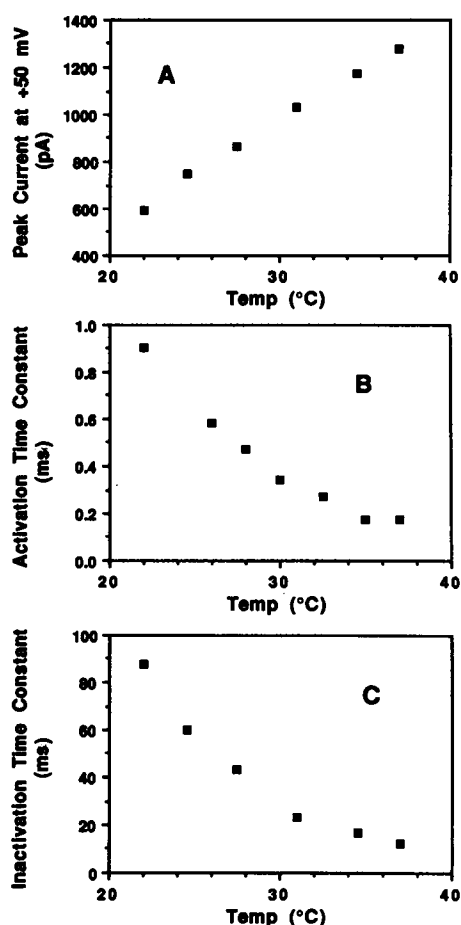 Peak Current at +50 mV
(pA)
1400
1200
1000
800
600
400
A
20
30
40
Temp (°C)
Activation Time Constant
(ms)
1.0
0.8
0.6
0.4
0.2
0.0
B
20
30
40
Temp (°C)
Inactivation Time Constant
(ms)
100
80
60
40
20
0
C
20
30
40
Temp (°C)